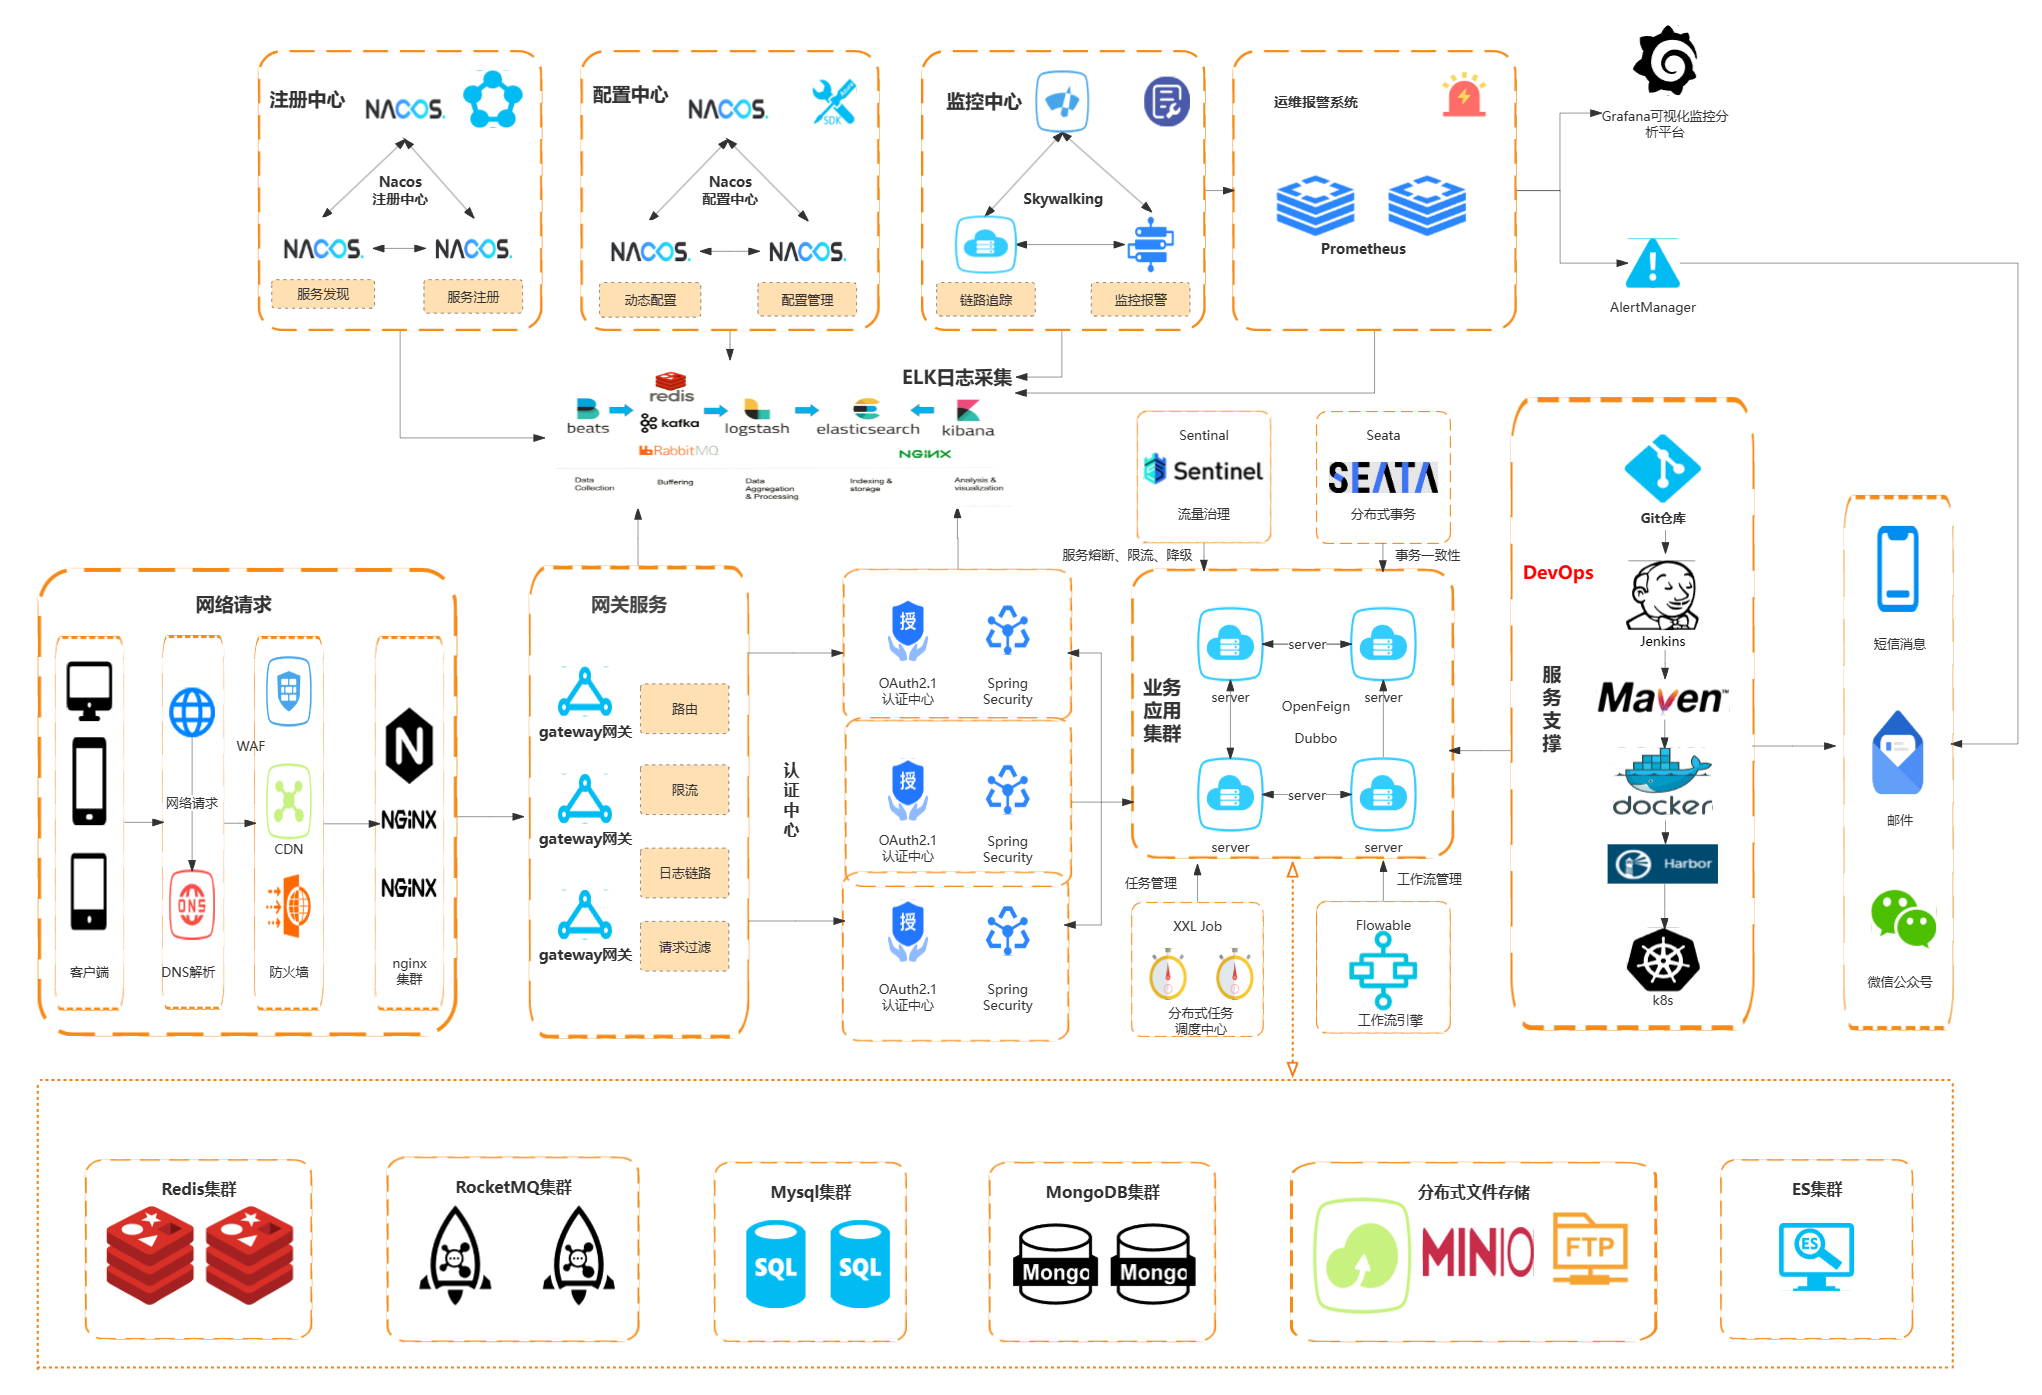 注册中心
NACOS.
Nacos
注册中心
NACOS.
NACOS.
服务发现
服务注册
配置中心
NACOS.
SDK
Nacos
配置中心
NACOS.
NACOS.
动态配置
配置管理
监控中心
Skywalking
链路追踪
监控报警
运维报警系统
Prometheus
Grafana可视化监控分
析平台
AlertManager
ELK日志采集
beats
redis
kafka
RabbitMQ
logstash
elasticsearch
kibana
NGINX
Data
Collection
Buffering
Data
Aggregation
& Processing
Indexing &
storage
Analysis &
visualization
Sentinal
Sentinel
流量治理
服务熔断、限流、降级
Seata
SEATA
分布式事务
事务一致性
网络请求
客户端
网络请求
DNS
DNS解析
WAF
CDN
防火墙
N
NGINX
NGINX
nginx
集群
网关服务
gateway网关
gateway网关
gateway网关
路由
限流
日志链路
请求过滤
认
证
中
心
授
OAuth2.1
认证中心
Spring
Security
授
OAuth2.1
认证中心
Spring
Security
授
OAuth2.1
认证中心
Spring
Security
业务
应用
集群
server
server
server
OpenFeign
Dubbo
server
server
server
任务管理
XXL Job
分布式任务
调度中心
工作流管理
Flowable
工作流引擎
DevOps
服
务
支
撑
Git仓库
Jenkins
Maven™
docker
Harbor
k8s
短信消息
邮件
微信公众号
Redis集群
RocketMQ集群
Mysql集群
SQL
SQL
MongoDB集群
Mongo
Mongo
分布式文件存储
MINIO
FTP
ES集群
ES